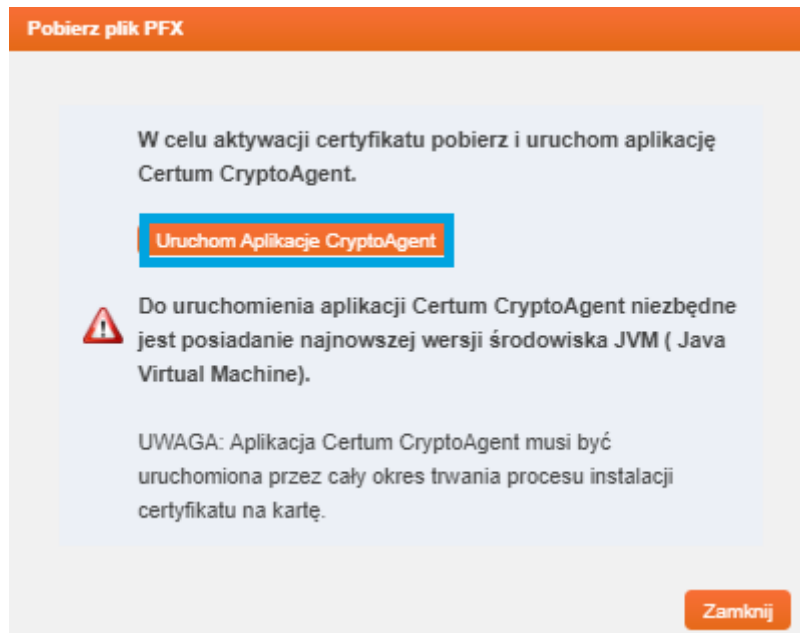 Pobierz plik PFX
W celu aktywacji certyfikatu pobierz i uruchom aplikację
Certum CryptoAgent.
Uruchom Aplikacje CryptoAgent
Do uruchomienia aplikacji Certum CryptoAgent niezbędne
jest posiadanie najnowszej wersji środowiska JVM ( Java
Virtual Machine).
UWAGA: Aplikacja Certum CryptoAgent musi być
uruchomiona przez cały okres trwania procesu instalacji
certyfikatu na kartę.
Zamknij